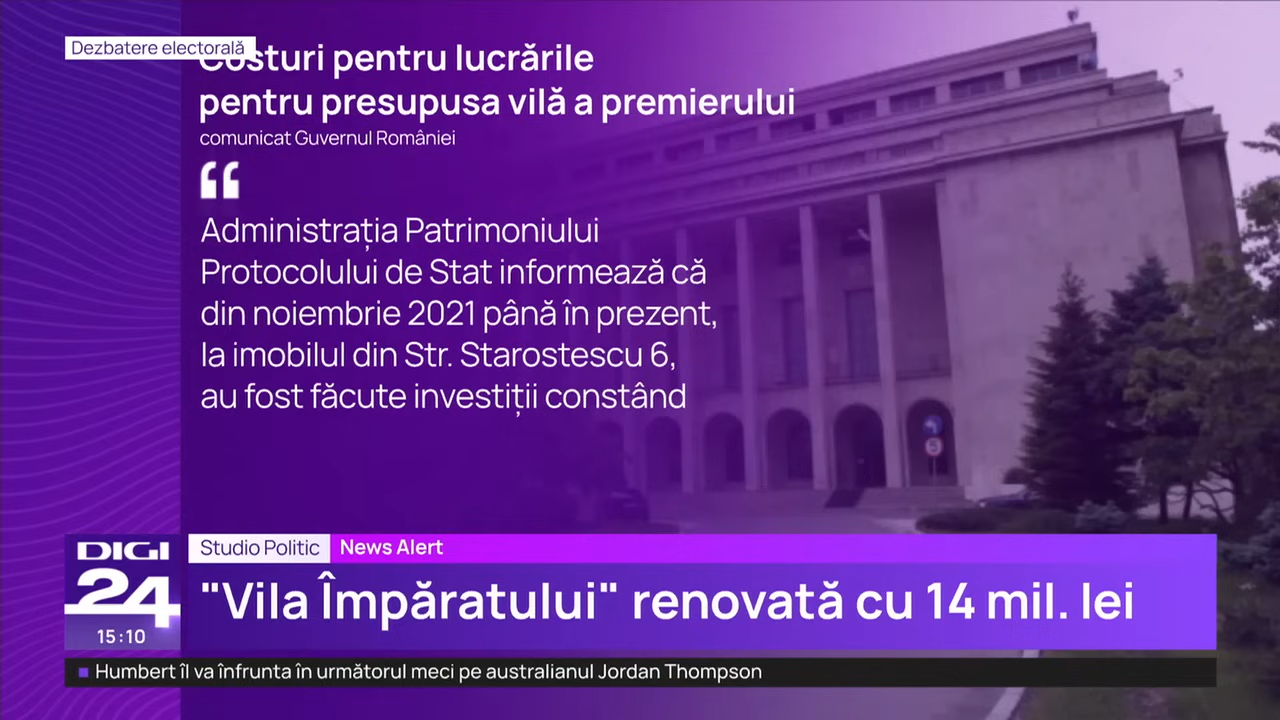 Dezbatere electorală
Costuri pentru lucrările
pentru presupusa vilă a premierului
comunicat Guvernul României
“
Administrația Patrimoniului
Protocolului de Stat informează că
din noiembrie 2021 până în prezent,
la imobilul din Str. Starostescu 6,
au fost făcute investiții constând
DIGI
24
15:10
Studio Politic
News Alert
"Vila Împăratului" renovată cu 14 mil. lei
Humbert îl va înfrunta în următorul meci pe australianul Jordan Thompson